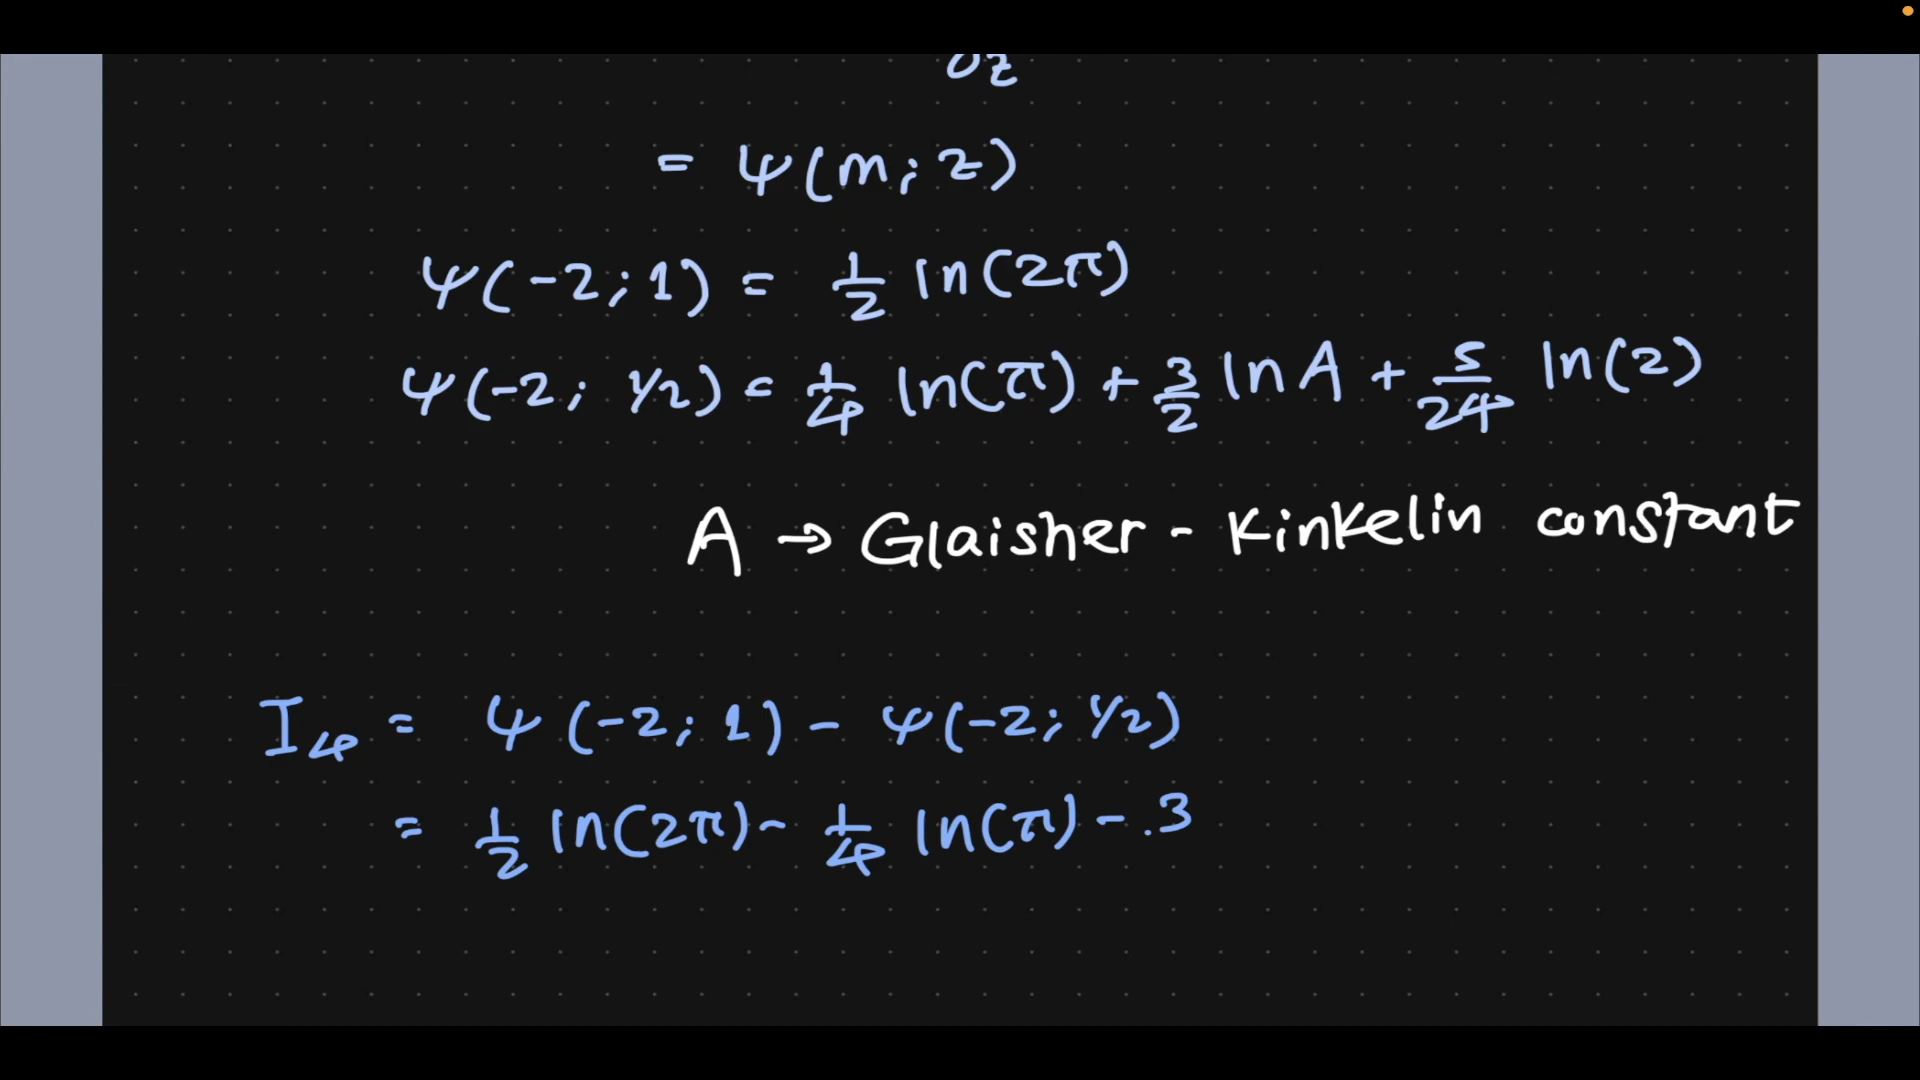 ∂z
= ψ(m; z)
ψ(-2; 1) = 1/2 ln(2π)
ψ(-2; 1/2) = 1/4 ln(π) + 3/2 ln A + 5/24 ln(2)
A → Glaisher - Kinkelin constant
I4 = ψ(-2; 1) - ψ(-2; 1/2)
= 1/2 ln(2π) - 1/4 ln(π) - 3